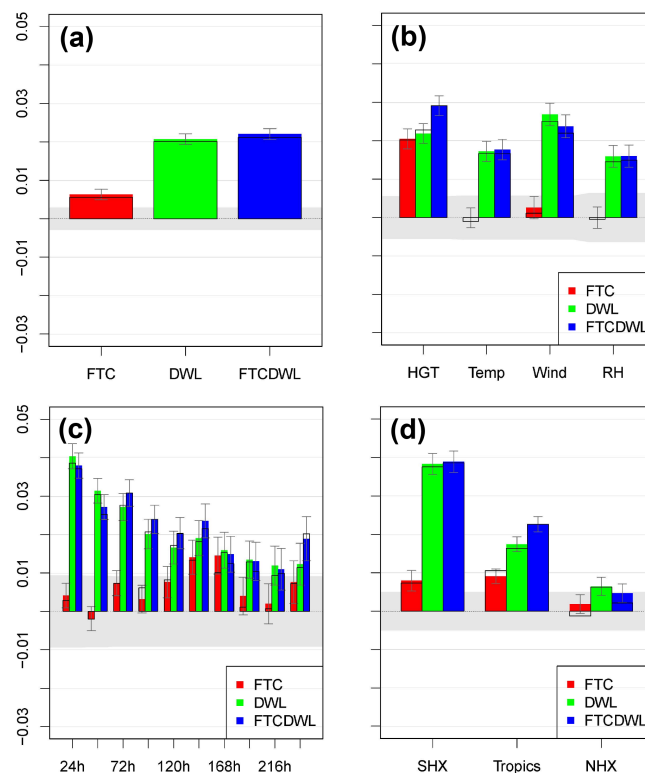 (a)
0.05
0.03
0.01
−0.01
−0.03
FTC DWL FTCDWL
(b)
FTC
DWL
FTCDWL
HGT Temp Wind RH
(c)
0.05
0.03
0.01
−0.01
−0.03
FTC
DWL
FTCDWL
24h 72h 120h 168h 216h
(d)
FTC
DWL
FTCDWL
SHX Tropics NHX